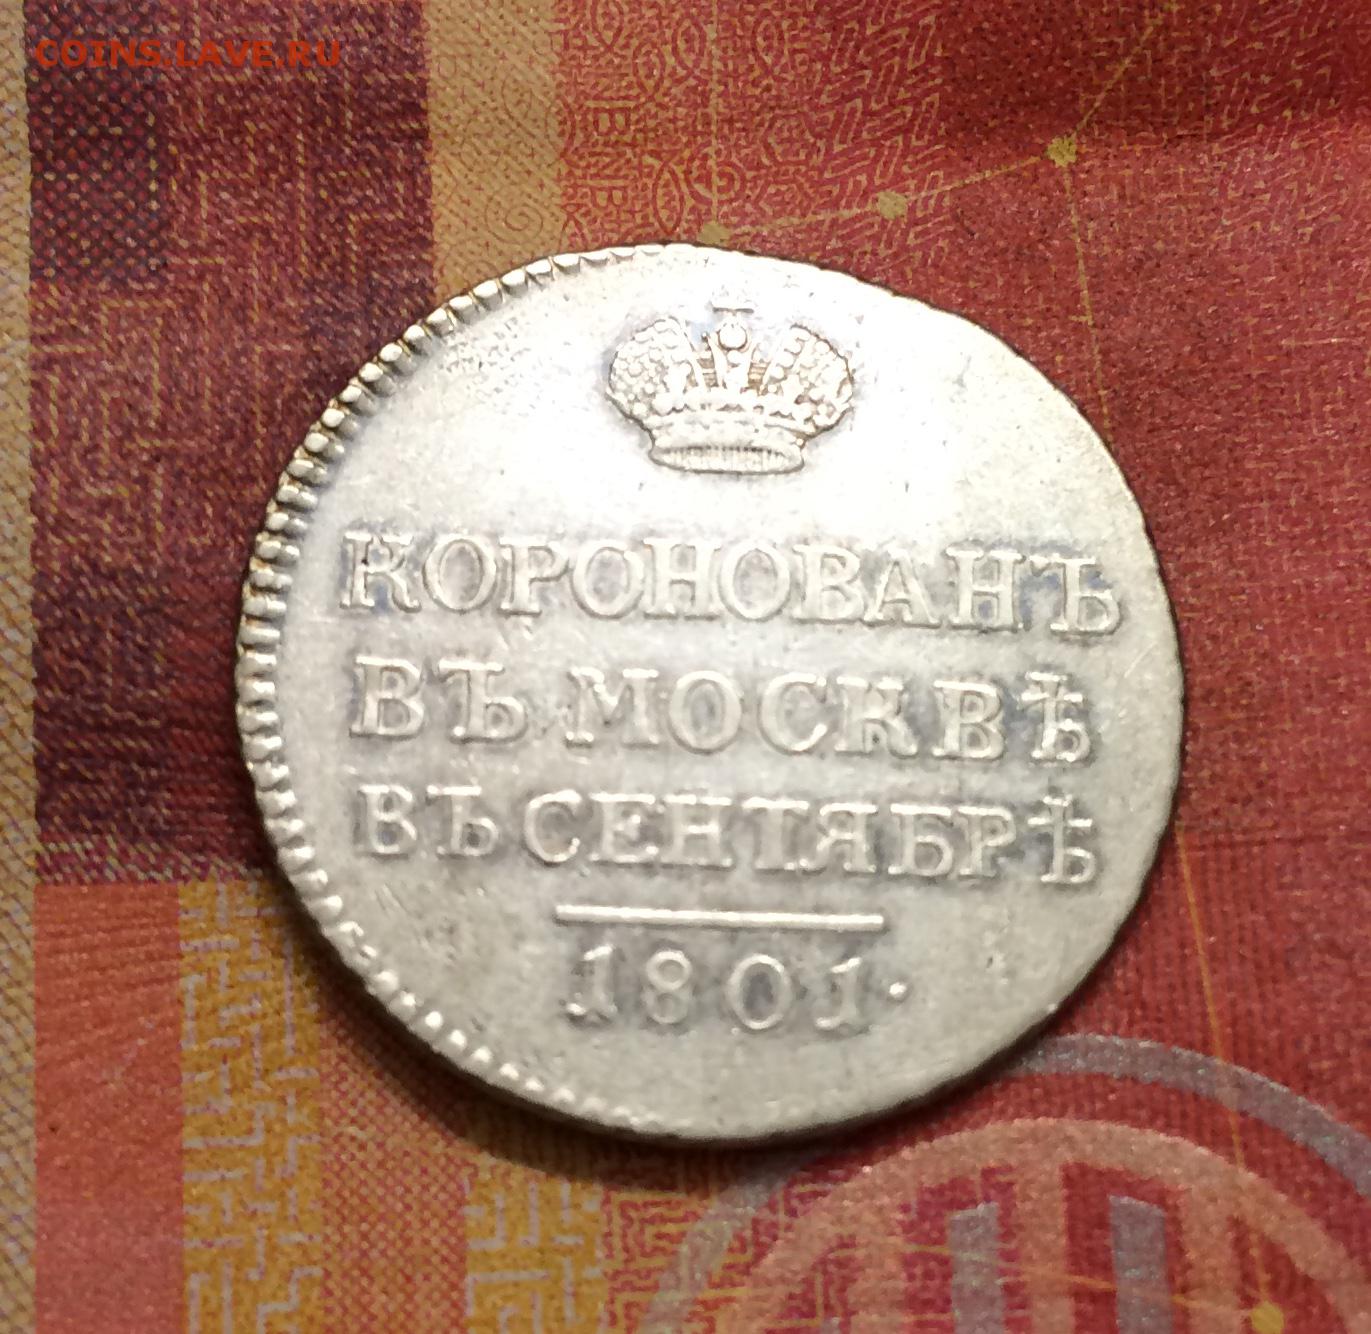 COINS.LAVE.RU
КОРОНОВАНЪ
ВЪ МОСКВѢ
ВЪ СЕНТЯБРѢ
1801.